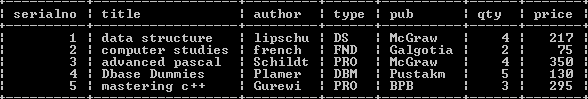 serialno | title | author | type | pub | qty | price
1 | data structure | lipschu | DS | McGraw | 4 | 217
2 | computer studies | french | FND | Galgotia | 2 | 75
3 | advanced pascal | Schildt | PRO | McGraw | 4 | 350
4 | Dbase Dummies | Plamer | DBM | Pustakm | 5 | 130
5 | mastering c++ | Gurewi | PRO | BPB | 3 | 295